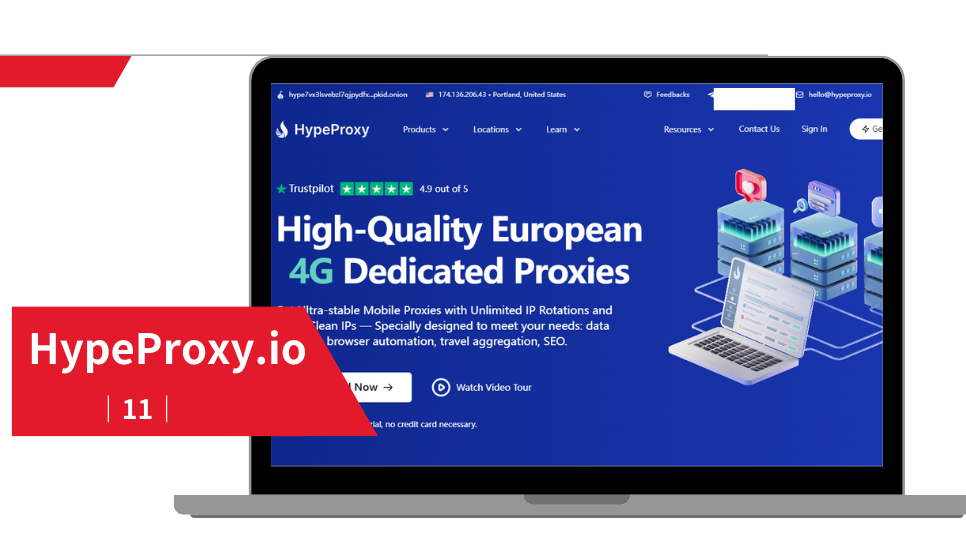 hype7vx3lsvebzl7qjpydfx...pkid.onion 174.136.206.43 • Portland, United States Feedbacks hello@hypeproxy.io
HypeProxy Products Locations Learn Resources Contact Us Sign In Ge
Trustpilot 4.9 out of 5
High-Quality European
4G Dedicated Proxies
ltra-stable Mobile Proxies with Unlimited IP Rotations and
Clean IPs — Specially designed to meet your needs: data
browser automation, travel aggregation, SEO.
HypeProxy.io
Now → Watch Video Tour
11
ial, no credit card necessary.